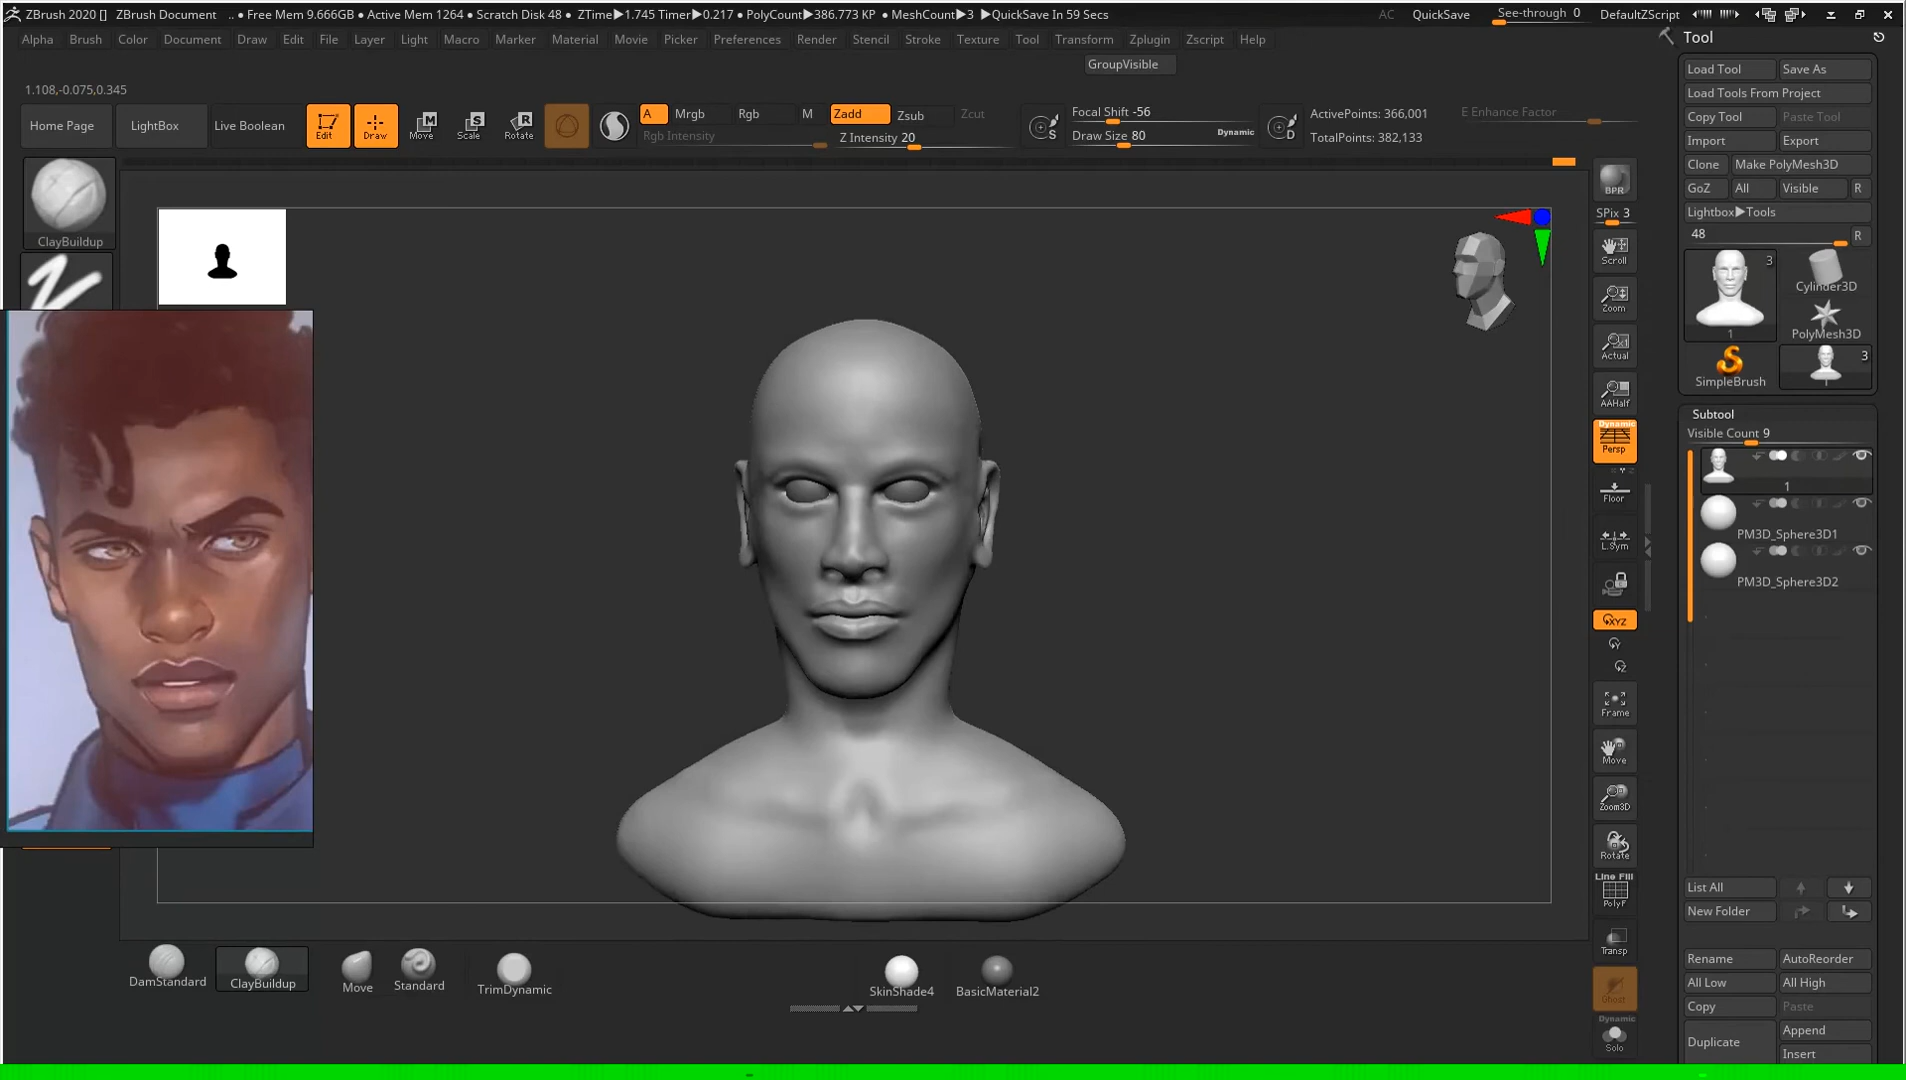 ZBrush 2020 [] ZBrush Document .. • Free Mem 9.666GB • Active Mem 1264 • Scratch Disk 48 • ZTime▶1.745 Timer▶0.217 • PolyCount▶386.773 KP • MeshCount▶3 ▶QuickSave In 59 Secs AC QuickSave See-through 0 DefaultZScript
Alpha Brush Color Document Draw Edit File Layer Light Macro Marker Material Movie Picker Preferences Render Stencil Stroke Texture Tool Transform Zplugin Zscript Help
GroupVisible
1.108,-0.075,0.345
Home Page LightBox Live Boolean Edit Draw Move Scale Rotate
M S R
A Mrgb Rgb M Zadd Zsub Zcut
Rgb Intensity Z Intensity 20
S Focal Shift -56
Draw Size 80 Dynamic
D ActivePoints: 366,001
TotalPoints: 382,133
E Enhance Factor
ClayBuildup
BPR
SPix 3
Scroll
Zoom
Actual
AAHalf
Dynamic
Persp
Floor
L.Sym
XYZ
Y
Z
Frame
Move
Zoom3D
Rotate
Line Fill
PolyF
Transp
Ghost
Dynamic
Solo
Tool
Load Tool Save As
Load Tools From Project
Copy Tool Paste Tool
Import Export
Clone Make PolyMesh3D
GoZ All Visible R
Lightbox▶Tools
48 R
3 Cylinder3D
1 PolyMesh3D
SimpleBrush 3
1
Subtool
Visible Count 9
1
PM3D_Sphere3D1
PM3D_Sphere3D2
List All
New Folder
Rename AutoReorder
All Low All High
Copy Paste
Duplicate Append
Insert
DamStandard ClayBuildup Move Standard TrimDynamic SkinShade4 BasicMaterial2